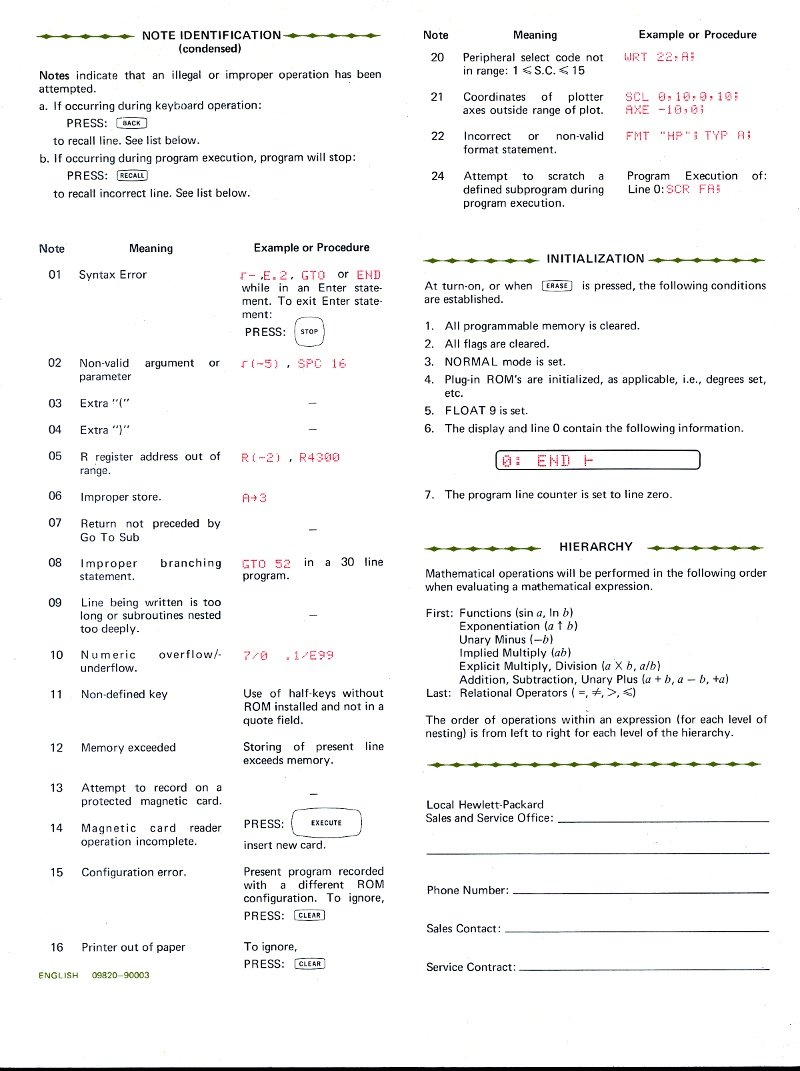 NOTE IDENTIFICATION
(condensed)
Notes indicate that an illegal or improper operation has been
attempted.
a. If occurring during keyboard operation:
PRESS: BACK
to recall line. See list below.
b. If occurring during program execution, program will stop:
PRESS: RECALL
to recall incorrect line. See list below.
Note Meaning Example or Procedure
01 Syntax Error r-,E.2, GTO or END
while in an Enter state-
ment. To exit Enter state-
ment:
PRESS: STOP
02 Non-valid argument or r(-5) , SPC 16
parameter
03 Extra "(" –
04 Extra ")" –
05 R register address out of R(-2) , R4300
range.
06 Improper store. A→3
07 Return not preceded by –
Go To Sub
08 Improper branching GTO 52 in a 30 line
statement. program.
09 Line being written is too
long or subroutines nested –
too deeply.
10 Numeric overflow/- 7/0 .1/E99
underflow.
11 Non-defined key Use of half-keys without
ROM installed and not in a
quote field.
12 Memory exceeded Storing of present line
exceeds memory.
13 Attempt to record on a –
protected magnetic card.
14 Magnetic card reader PRESS: EXECUTE
operation incomplete. insert new card.
15 Configuration error. Present program recorded
with a different ROM
configuration. To ignore,
PRESS: CLEAR
16 Printer out of paper To ignore,
PRESS: CLEAR
ENGLISH 09820–90003
Note Meaning Example or Procedure
20 Peripheral select code not WRT 22,A;
in range: 1 ⩽ S.C. ⩽ 15
21 Coordinates of plotter SCL 0,10,0,10;
axes outside range of plot. AXE -10,0;
22 Incorrect or non-valid FMT "HP"; TYP A;
format statement.
24 Attempt to scratch a Program Execution of:
defined subprogram during Line 0: SCR FA;
program execution.
INITIALIZATION
At turn-on, or when ERASE is pressed, the following conditions
are established.
1. All programmable memory is cleared.
2. All flags are cleared.
3. NORMAL mode is set.
4. Plug-in ROM's are initialized, as applicable, i.e., degrees set,
etc.
5. FLOAT 9 is set.
6. The display and line 0 contain the following information.
0: END ⊢
7. The program line counter is set to line zero.
HIERARCHY
Mathematical operations will be performed in the following order
when evaluating a mathematical expression.
First: Functions (sin a, ln b)
Exponentiation (a ↑ b)
Unary Minus (–b)
Implied Multiply (ab)
Explicit Multiply, Division (a X b, a/b)
Addition, Subtraction, Unary Plus (a + b, a – b, +a)
Last: Relational Operators ( =, ≠, >, ⩽)
The order of operations within an expression (for each level of
nesting) is from left to right for each level of the hierarchy.
Local Hewlett-Packard
Sales and Service Office:
Phone Number:
Sales Contact:
Service Contract: